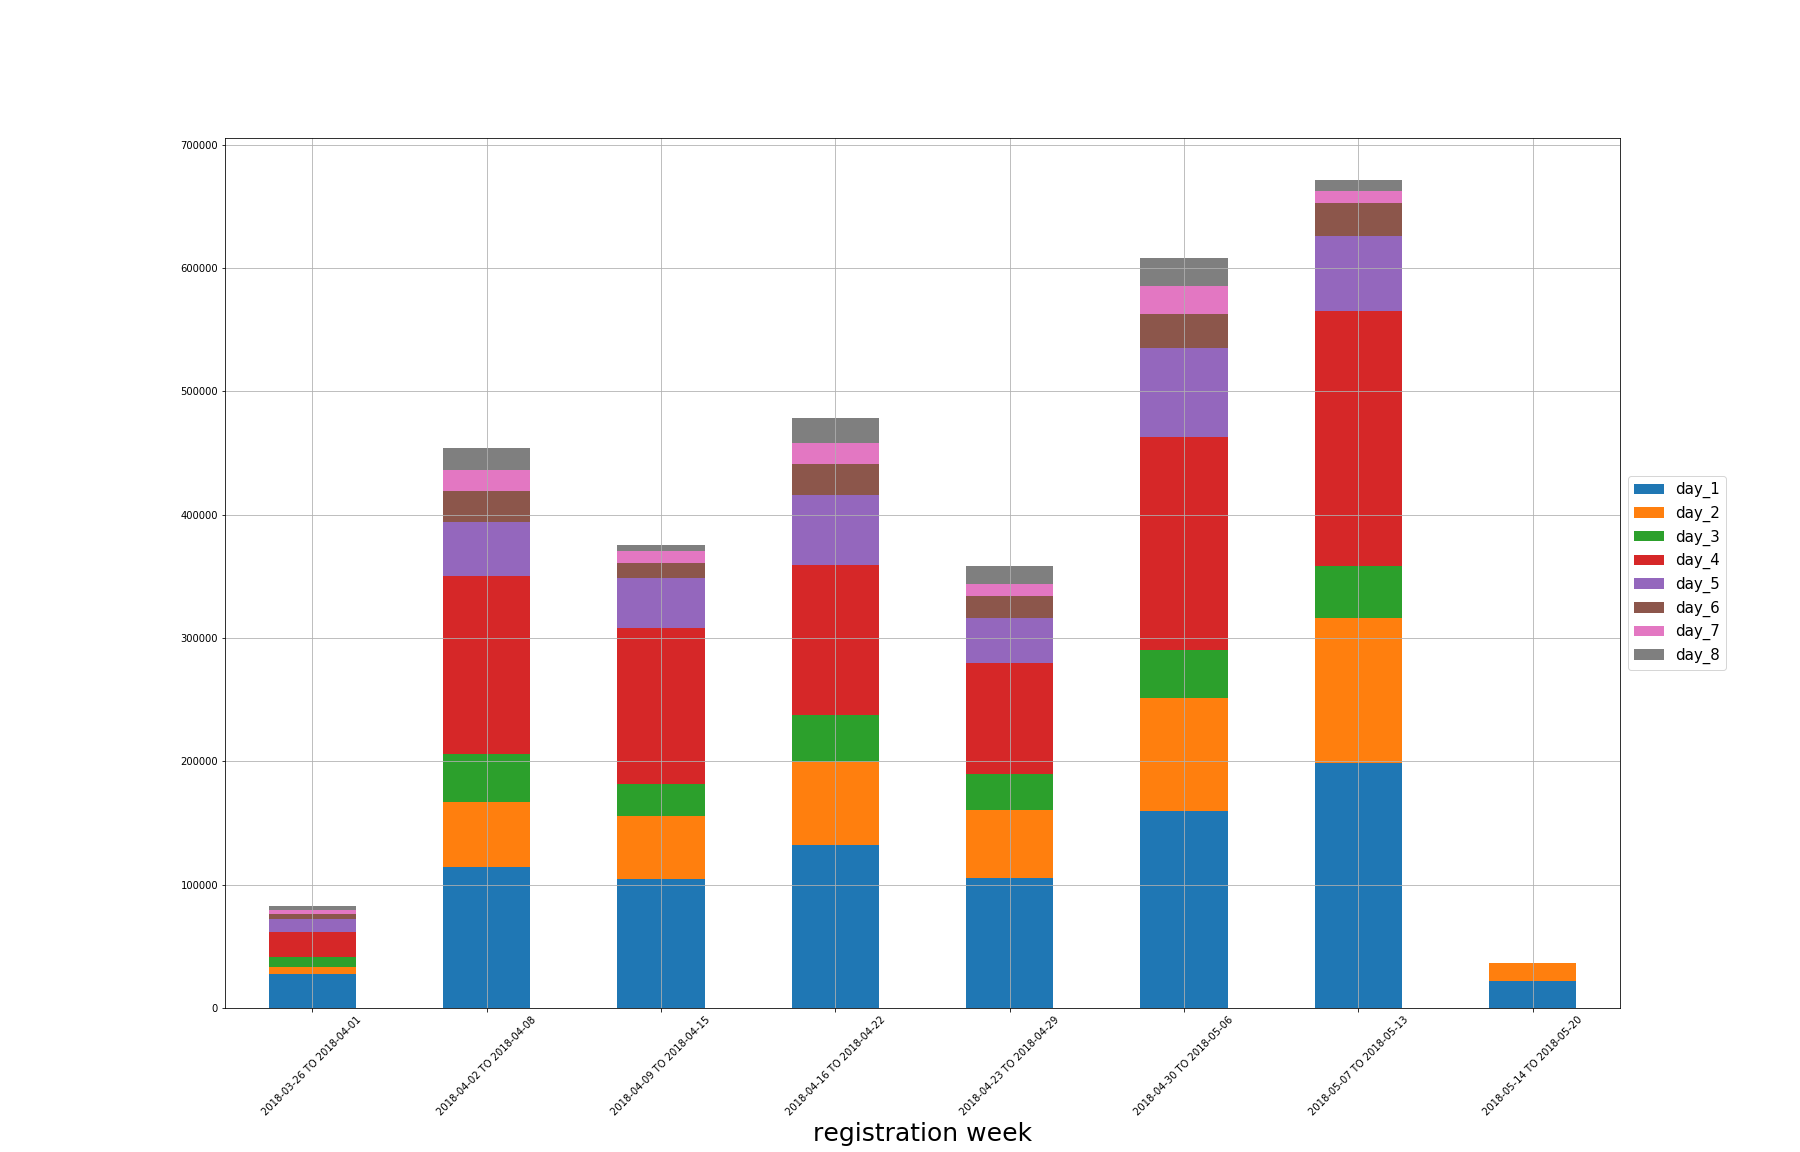 700000
600000
500000
400000
300000
200000
100000
0
day_1
day_2
day_3
day_4
day_5
day_6
day_7
day_8
2018-03-26 TO 2018-04-01
2018-04-02 TO 2018-04-08
2018-04-09 TO 2018-04-15
2018-04-16 TO 2018-04-22
2018-04-23 TO 2018-04-29
2018-04-30 TO 2018-05-06
2018-05-07 TO 2018-05-13
2018-05-14 TO 2018-05-20
registration week